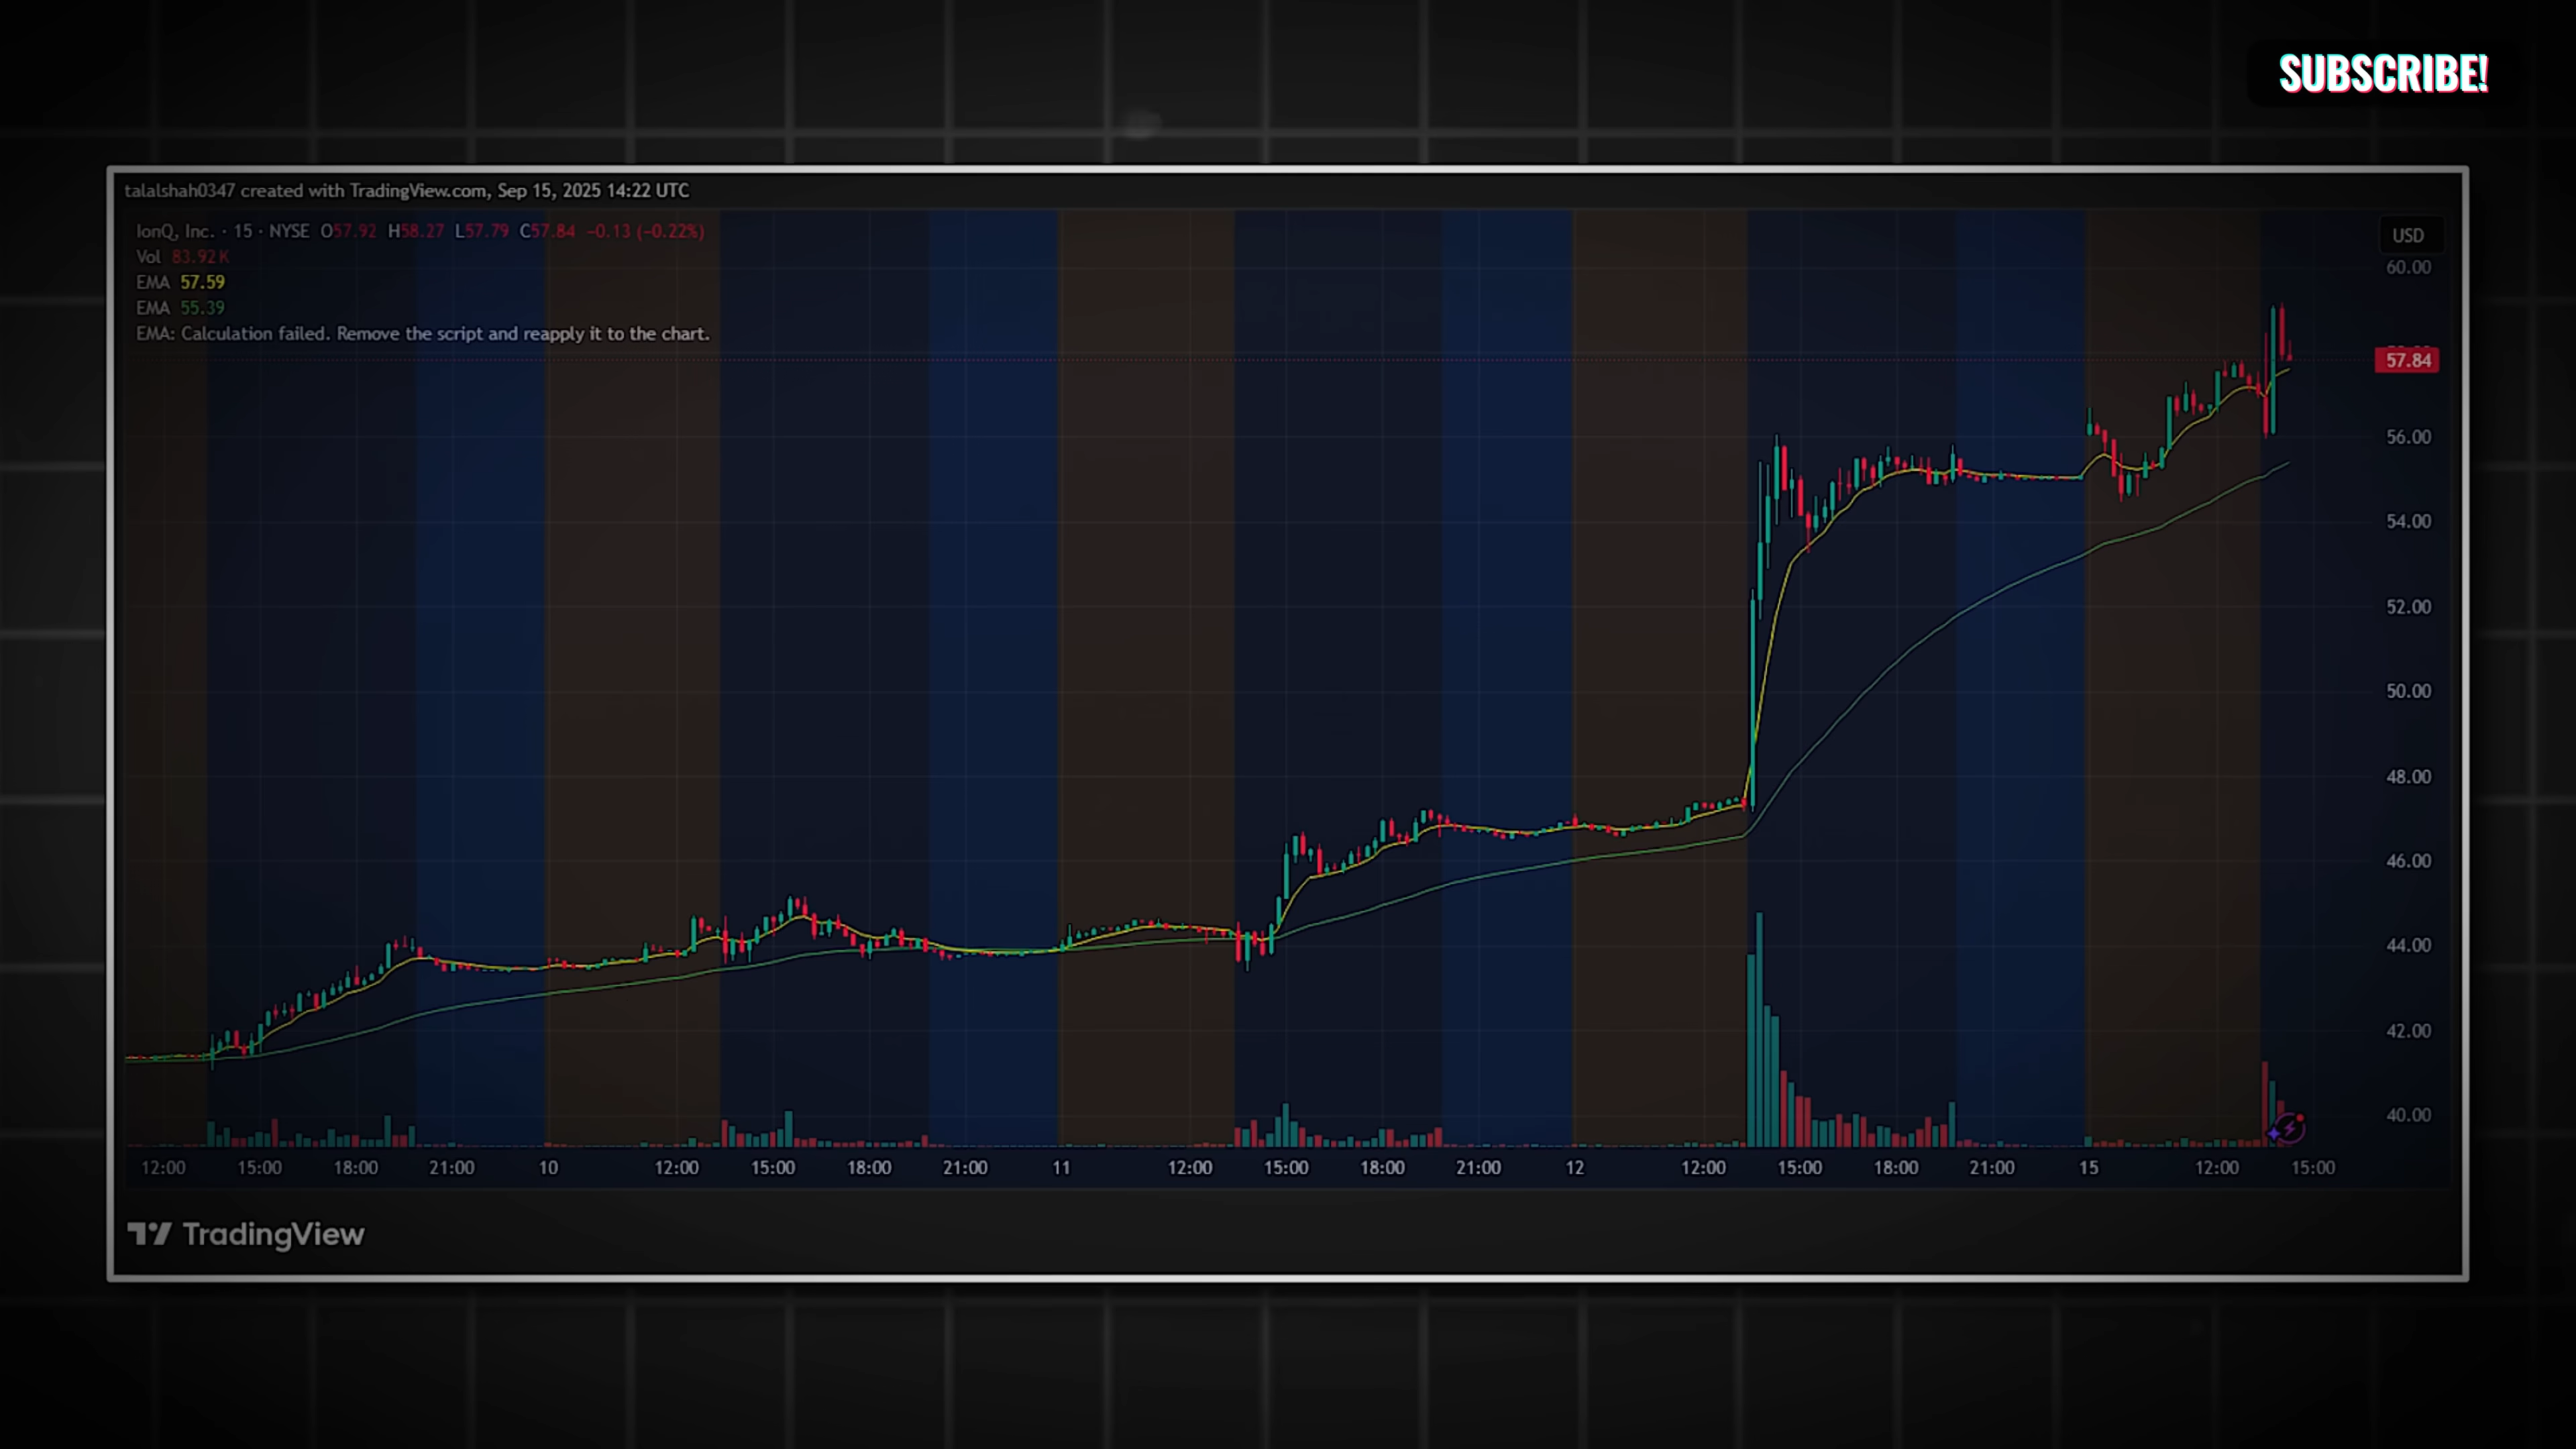 SUBSCRIBE!
talalshah0347 created with TradingView.com, Sep 15, 2025 14:22 UTC
IonQ, Inc. · 15 · NYSE O57.92 H58.27 L57.79 C57.84 −0.13 (−0.22%)
Vol 83.92K
EMA 57.59
EMA 55.39
EMA: Calculation failed. Remove the script and reapply it to the chart.
USD
60.00
57.84
56.00
54.00
52.00
50.00
48.00
46.00
44.00
42.00
40.00
12:00 15:00 18:00 21:00 10 12:00 15:00 18:00 21:00 11 12:00 15:00 18:00 21:00 12 12:00 15:00 18:00 21:00 15 12:00 15:00
TradingView